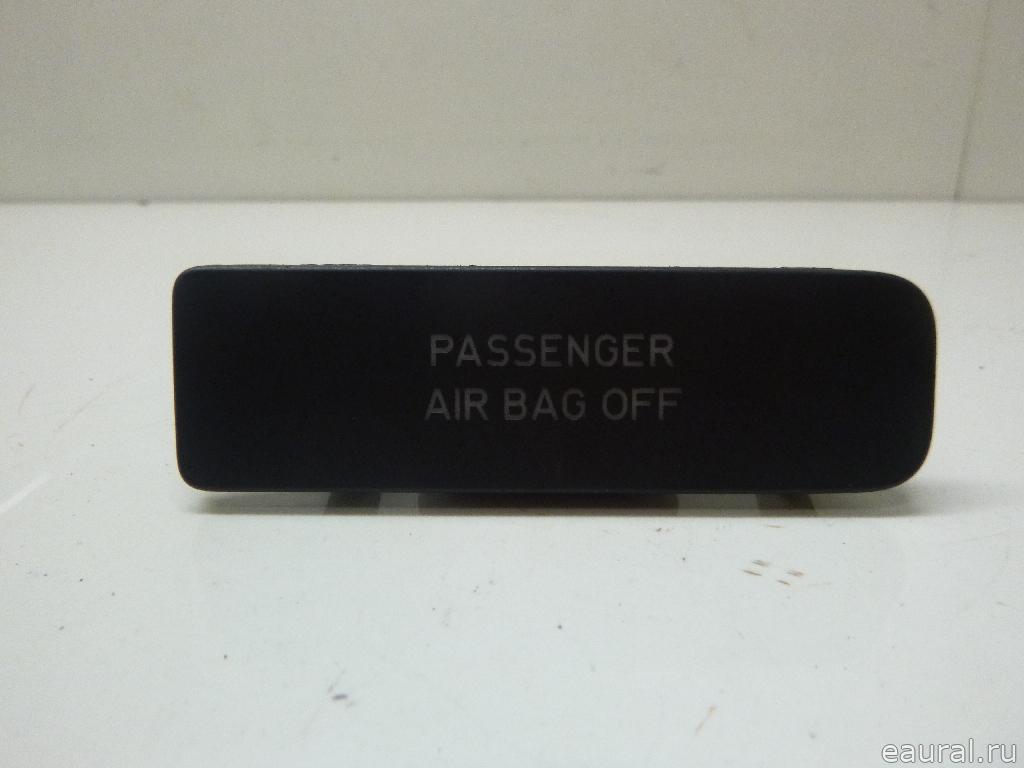 PASSENGER
AIR BAG OFF
eaural.ru